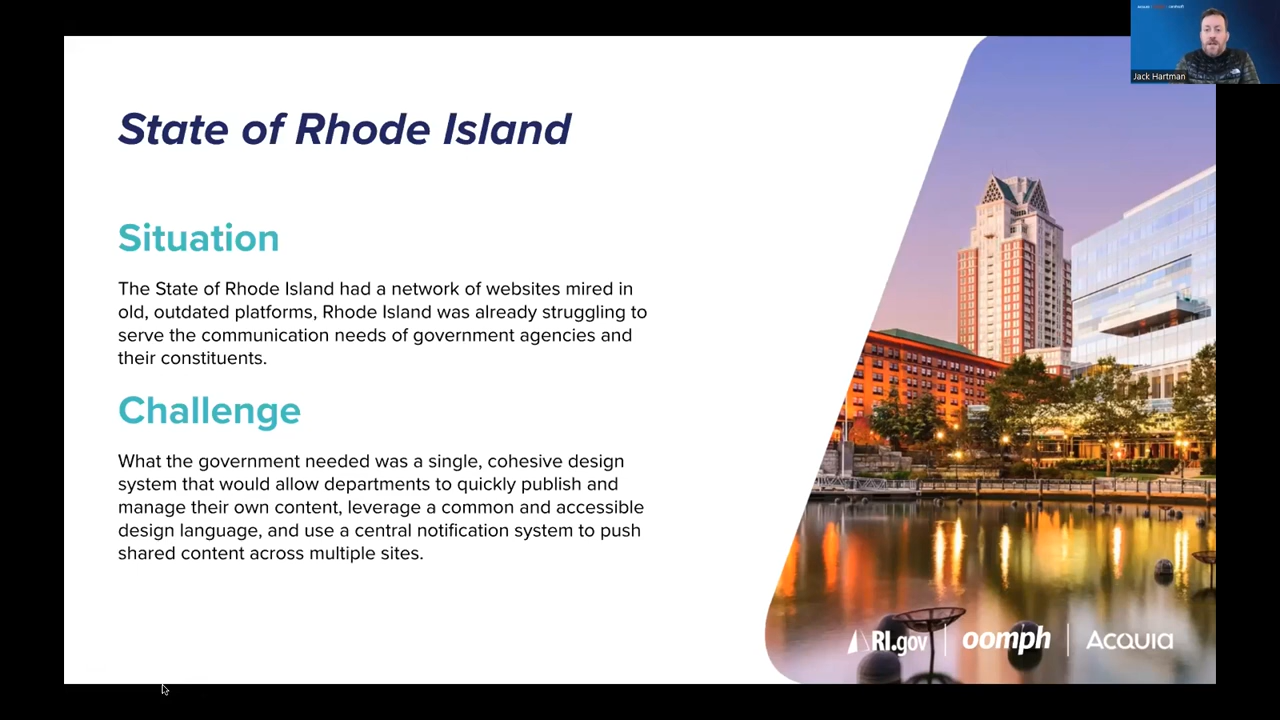 State of Rhode Island
Situation
The State of Rhode Island had a network of websites mired in
old, outdated platforms, Rhode Island was already struggling to
serve the communication needs of government agencies and
their constituents.
Challenge
What the government needed was a single, cohesive design
system that would allow departments to quickly publish and
manage their own content, leverage a common and accessible
design language, and use a central notification system to push
shared content across multiple sites.
RI.gov
oomph
Acquia
Jack Hartman